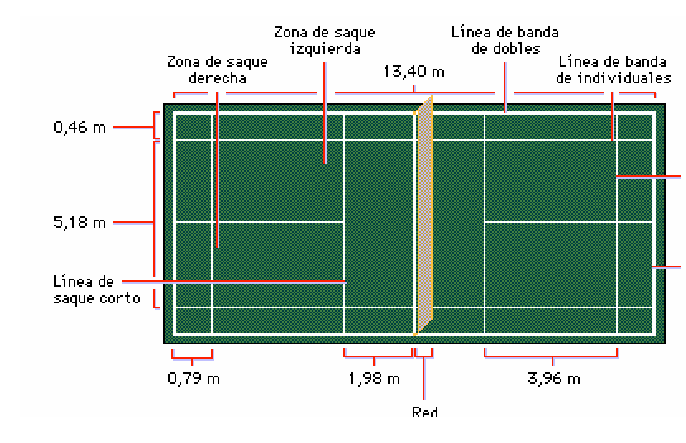 Zona de saque
izquierda
Línea de banda
de dobles
Zona de saque
derecha
13,40 m
Línea de banda
de individuales
0,46 m
5,18 m
Línea de
saque corto
0,79 m
1,98 m
3,96 m
Red